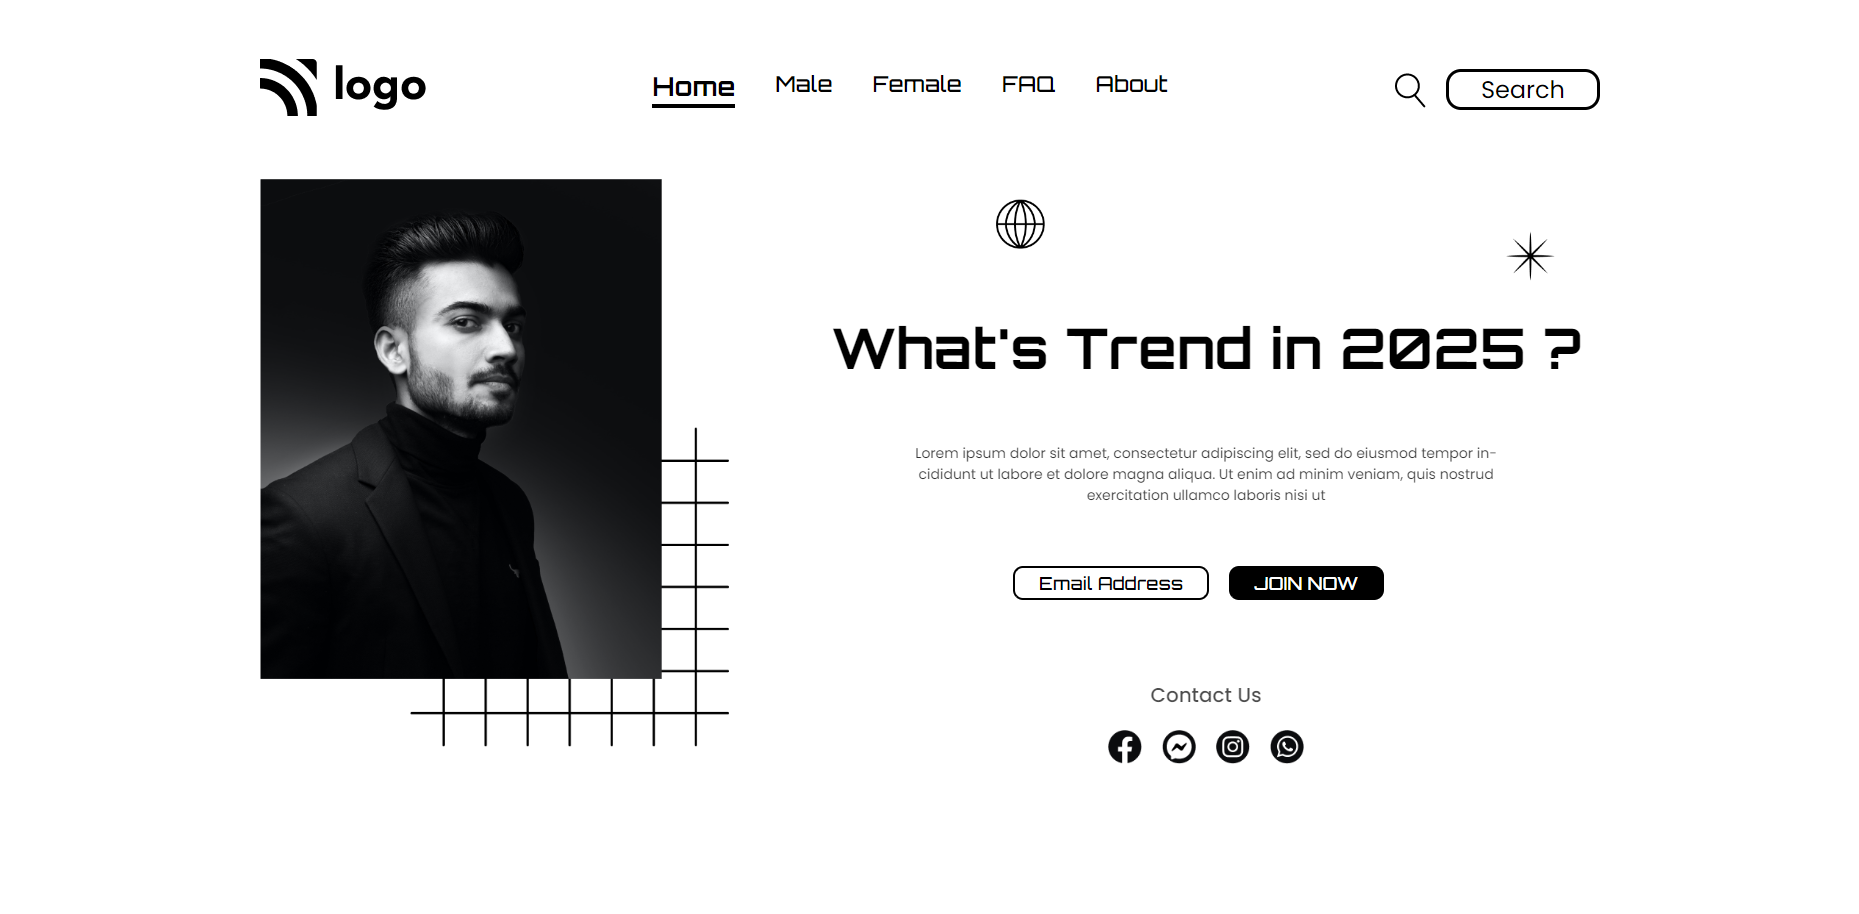 logo
Home Male Female FAQ About
Search
What's Trend in 2025 ?
Lorem ipsum dolor sit amet, consectetur adipiscing elit, sed do eiusmod tempor in-
cididunt ut labore et dolore magna aliqua. Ut enim ad minim veniam, quis nostrud
exercitation ullamco laboris nisi ut
Email Address JOIN NOW
Contact Us